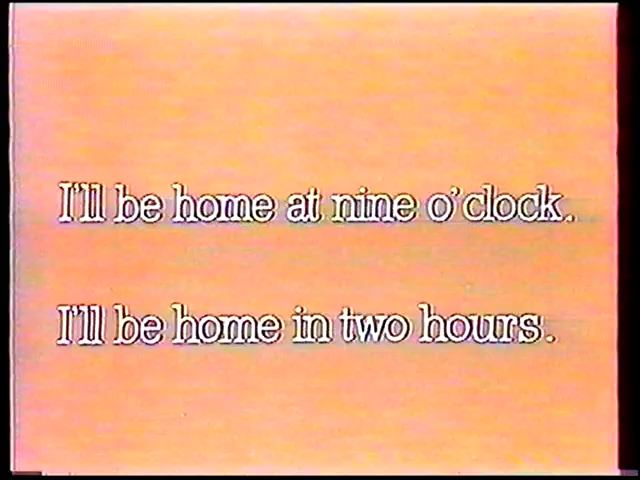 I'll be home at nine o'clock.
I'll be home in two hours.